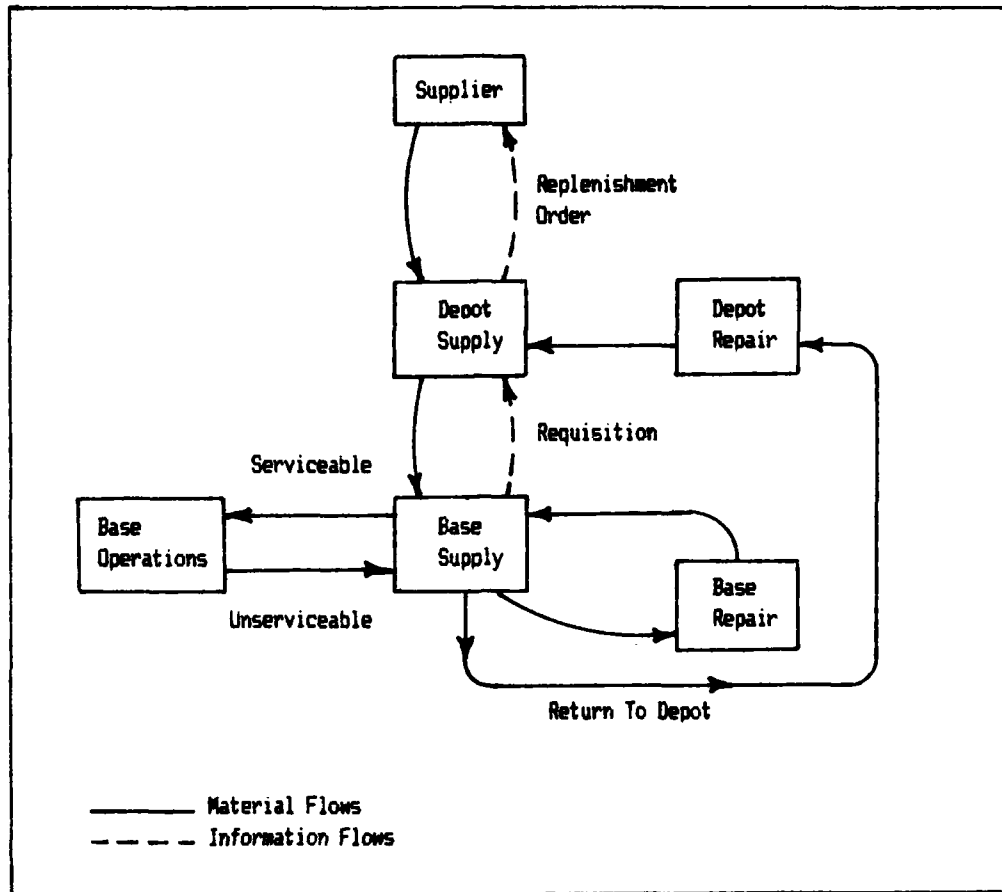 Supplier
Replenishment
Order
Depot
Supply
Depot
Repair
Requisition
Serviceable
Base
Operations
Base
Supply
Base
Repair
Unserviceable
Return To Depot
Material Flows
Information Flows